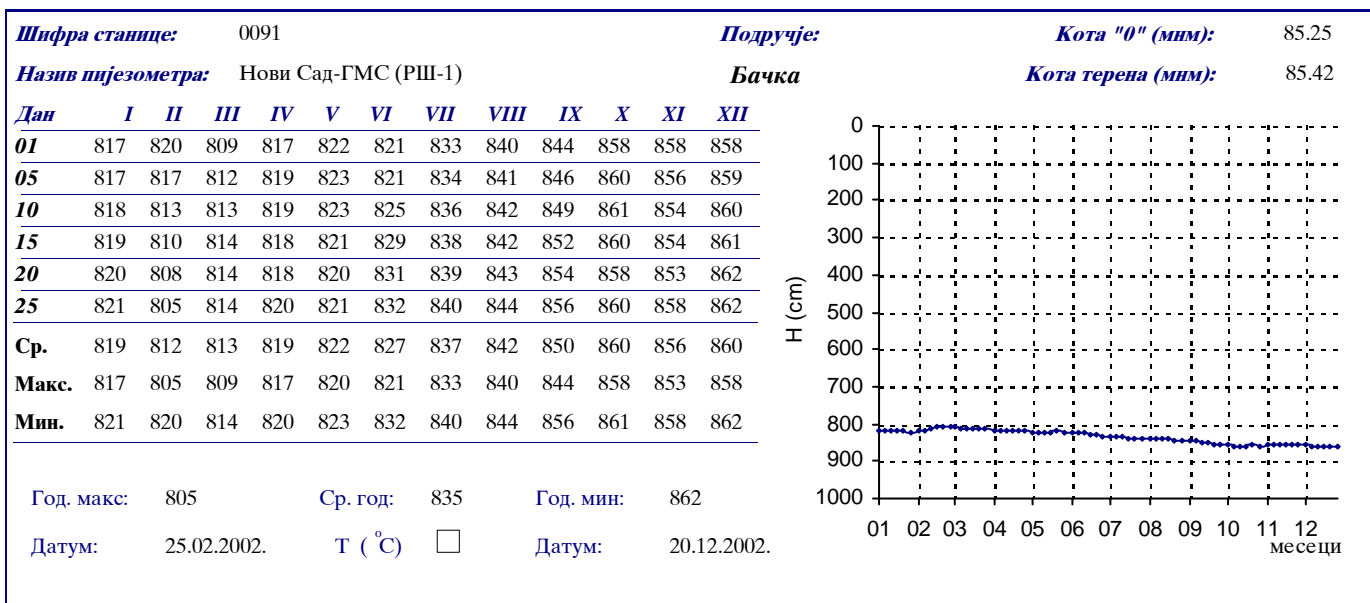 Шифра станице: 0091 Подручје: Кота "0" (мнм): 85.25
Назив пијезометра: Нови Сад-ГМС (РШ-1) Бачка Кота терена (мнм): 85.42
Дан I II III IV V VI VII VIII IX X XI XII
01 817 820 809 817 822 821 833 840 844 858 858 858
05 817 817 812 819 823 821 834 841 846 860 856 859
10 818 813 813 819 823 825 836 842 849 861 854 860
15 819 810 814 818 821 829 838 842 852 860 854 861
20 820 808 814 818 820 831 839 843 854 858 853 862
25 821 805 814 820 821 832 840 844 856 860 858 862
Ср. 819 812 813 819 822 827 837 842 850 860 856 860
Макс. 817 805 809 817 820 821 833 840 844 858 853 858
Мин. 821 820 814 820 823 832 840 844 856 861 858 862
Год. макс: 805 Ср. год: 835 Год. мин: 862
Датум: 25.02.2002. Т ( °C) Датум: 20.12.2002.
H (cm)
0
100
200
300
400
500
600
700
800
900
1000
01 02 03 04 05 06 07 08 09 10 11 12
месеци